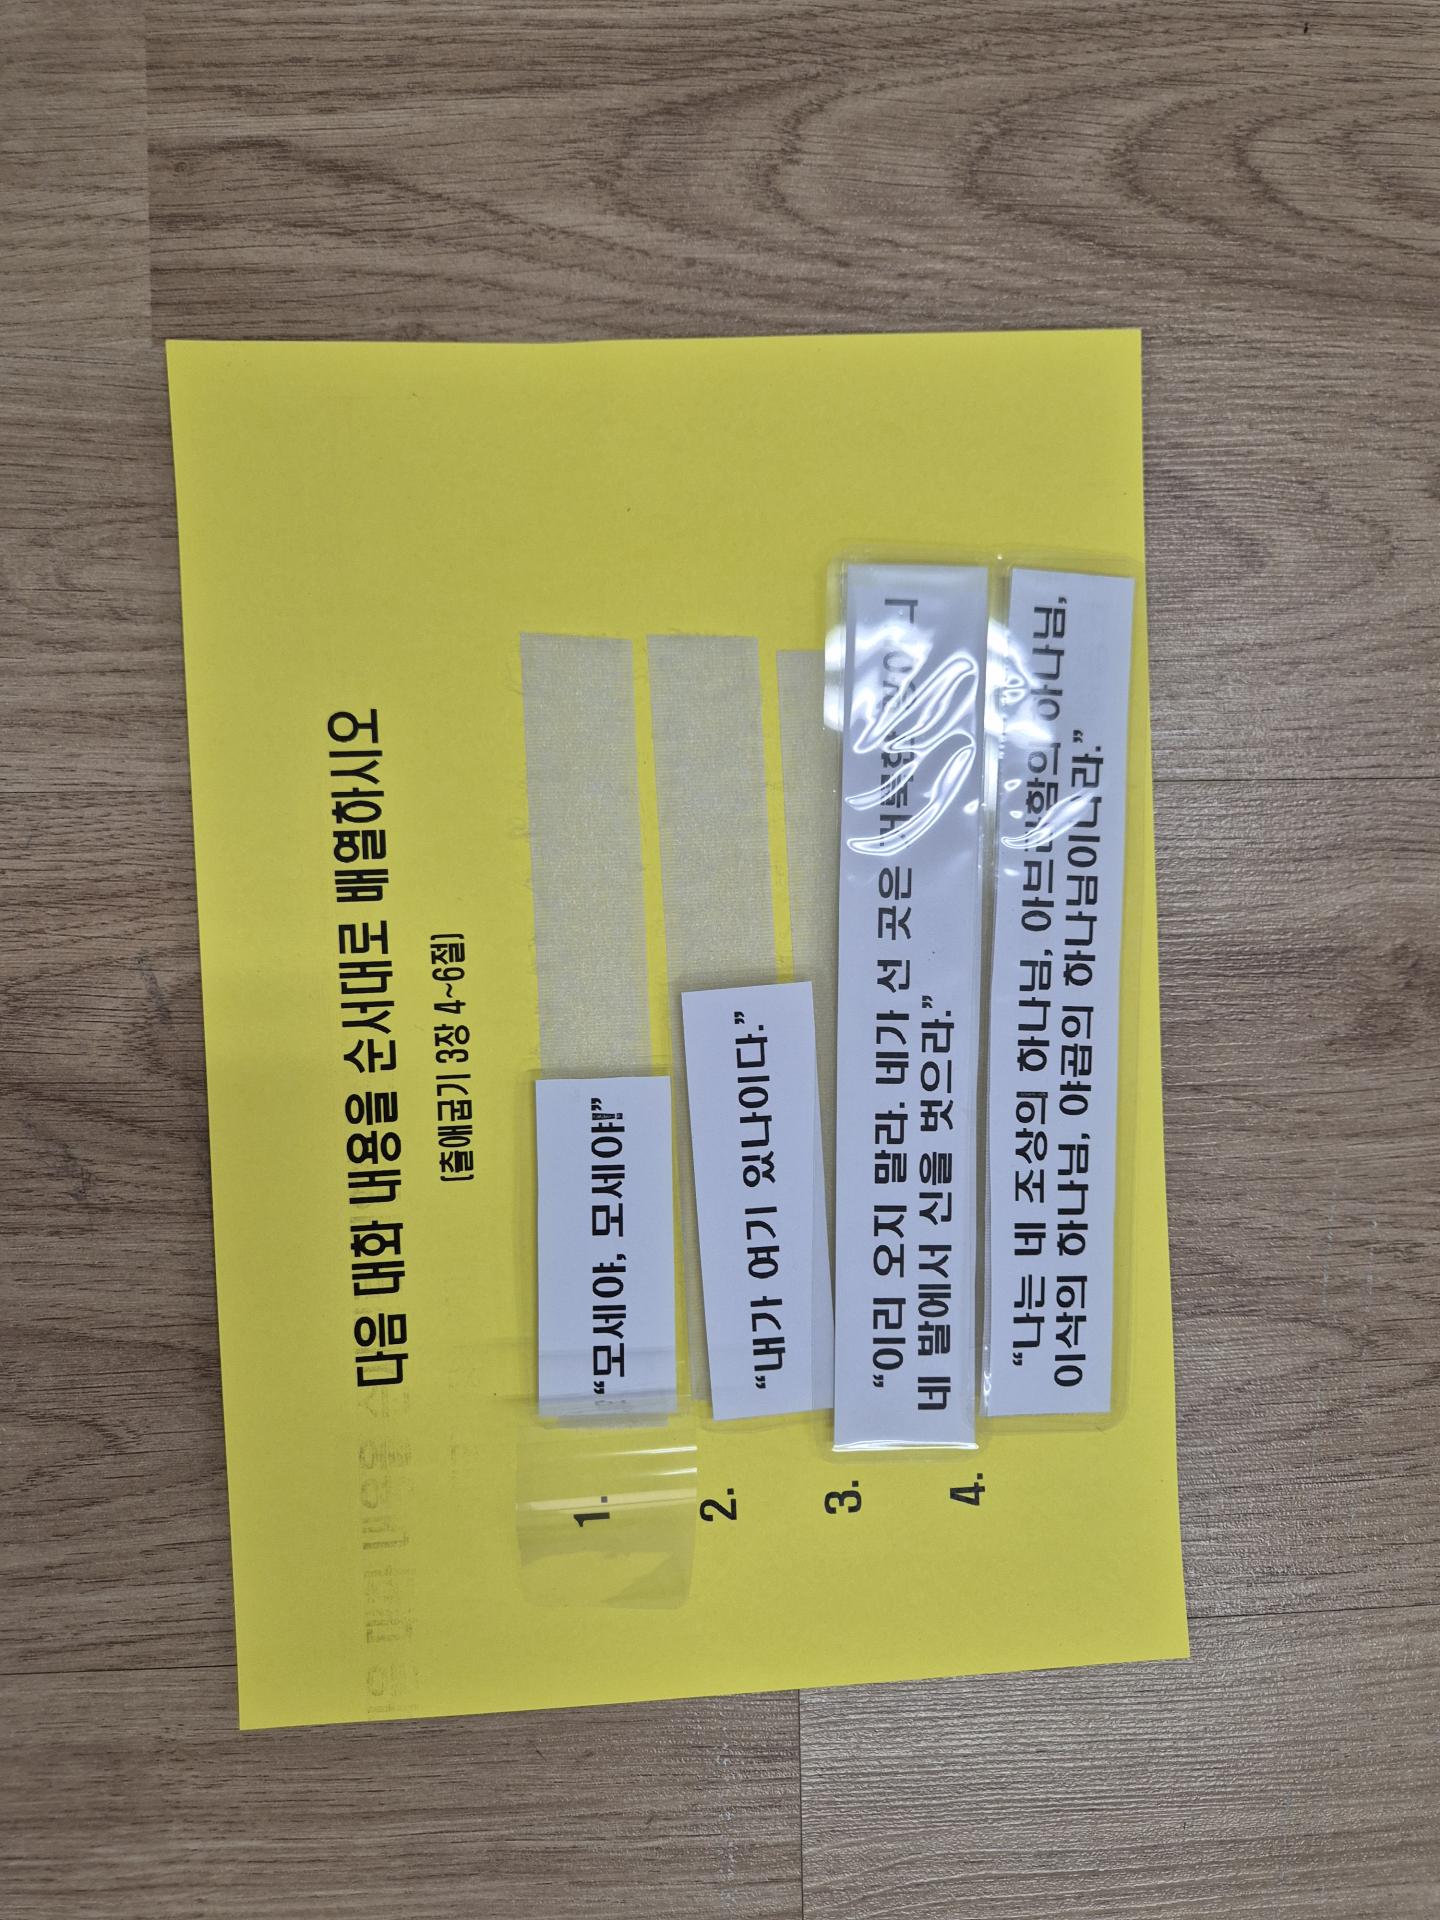 다음 대화 내용을 순서대로 배열하시오
(출애굽기 3장 4~6절)
1. “모세야, 모세야!”
2. “내가 여기 있나이다.”
3. “이리 오지 말라. 네가 선 곳은 거룩한
네 발에서 신을 벗으라.”
4. “나는 네 조상의 하나님, 아브라함의 하나님,
이삭의 하나님, 야곱의 하나님이니라.”